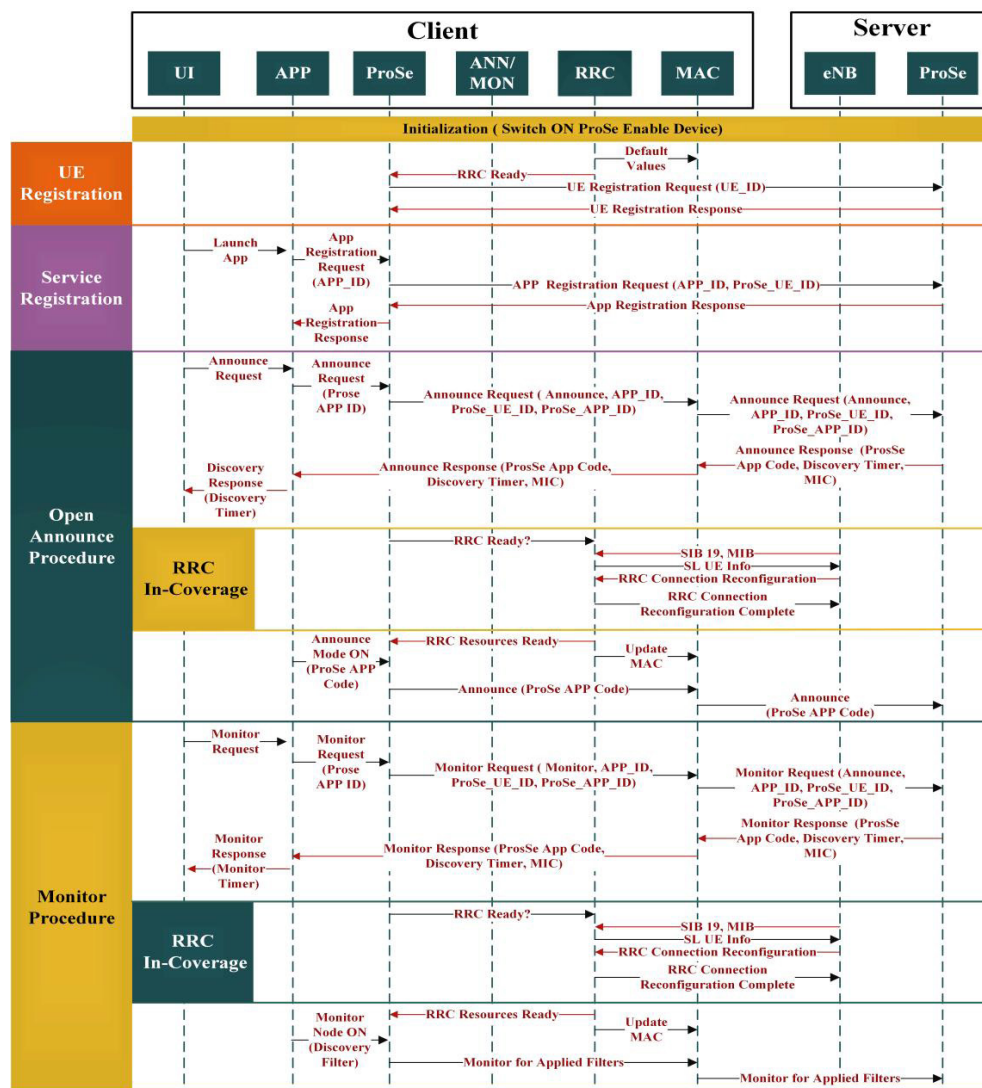 Client
Server
UI
APP
ProSe
ANN/
MON
RRC
MAC
eNB
ProSe
Initialization ( Switch ON ProSe Enable Device)
UE
Registration
Default
Values
RRC Ready
UE Registration Request (UE_ID)
UE Registration Response
Service
Registration
Launch
App
App
Registration
Request
(APP_ID)
APP  Registration Request (APP_ID, ProSe_UE_ID)
App Registration Response
App
Registration
Response
Open
Announce
Procedure
Announce
Request
Announce
Request
(Prose
APP ID)
Announce Request ( Announce, APP_ID,
ProSe_UE_ID, ProSe_APP_ID)
Announce Request (Announce,
APP_ID, ProSe_UE_ID,
ProSe_APP_ID)
Announce Response (ProsSe
App Code, Discovery Timer,
MIC)
Announce Response (ProsSe App Code,
Discovery Timer, MIC)
Discovery
Response
(Discovery
Timer)
RRC
In-Coverage
RRC Ready?
SIB 19, MIB
SL UE Info
RRC Connection Reconfiguration
RRC Connection
Reconfiguration Complete
Announce
Mode ON
(ProSe APP
Code)
RRC Resources Ready
Update
MAC
Announce (ProSe APP Code)
Announce
(ProSe APP Code)
Monitor
Procedure
Monitor
Request
Monitor
Request
(Prose
APP ID)
Monitor Request ( Monitor, APP_ID,
ProSe_UE_ID, ProSe_APP_ID)
Monitor Request (Announce,
APP_ID, ProSe_UE_ID,
ProSe_APP_ID)
Monitor Response  (ProsSe
App Code, Discovery Timer,
MIC)
Monitor Response (ProsSe App Code,
Discovery Timer, MIC)
Monitor
Response
(Monitor
Timer)
RRC
In-Coverage
RRC Ready?
SIB 19, MIB
SL UE Info
RRC Connection Reconfiguration
RRC Connection
Reconfiguration Complete
Monitor
Node ON
(Discovery
Filter)
RRC Resources Ready
Update
MAC
Monitor for Applied Filters
Monitor for Applied Filters